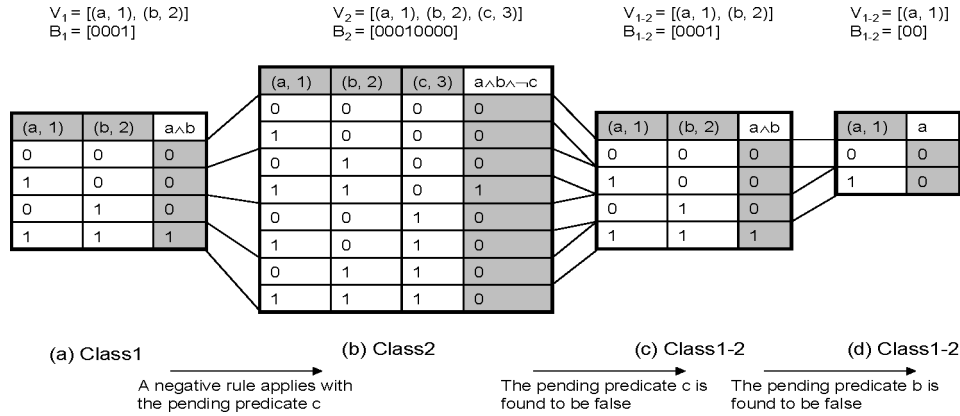 V1 = [(a, 1), (b, 2)]
B1 = [0001]
V2 = [(a, 1), (b, 2), (c, 3)]
B2 = [00010000]
V1-2 = [(a, 1), (b, 2)]
B1-2 = [0001]
V1-2 = [(a, 1)]
B1-2 = [00]
(a, 1) (b, 2) a∧b
0 0 0
1 0 0
0 1 0
1 1 1
(a, 1) (b, 2) (c, 3) a∧b∧¬c
0 0 0 0
1 0 0 0
0 1 0 0
1 1 0 1
0 0 1 0
1 0 1 0
0 1 1 0
1 1 1 0
(a, 1) (b, 2) a∧b
0 0 0
1 0 0
0 1 0
1 1 1
(a, 1) a
0 0
1 0
(a) Class1
(b) Class2
(c) Class1-2
(d) Class1-2
A negative rule applies with
the pending predicate c
The pending predicate c is
found to be false
The pending predicate b is
found to be false